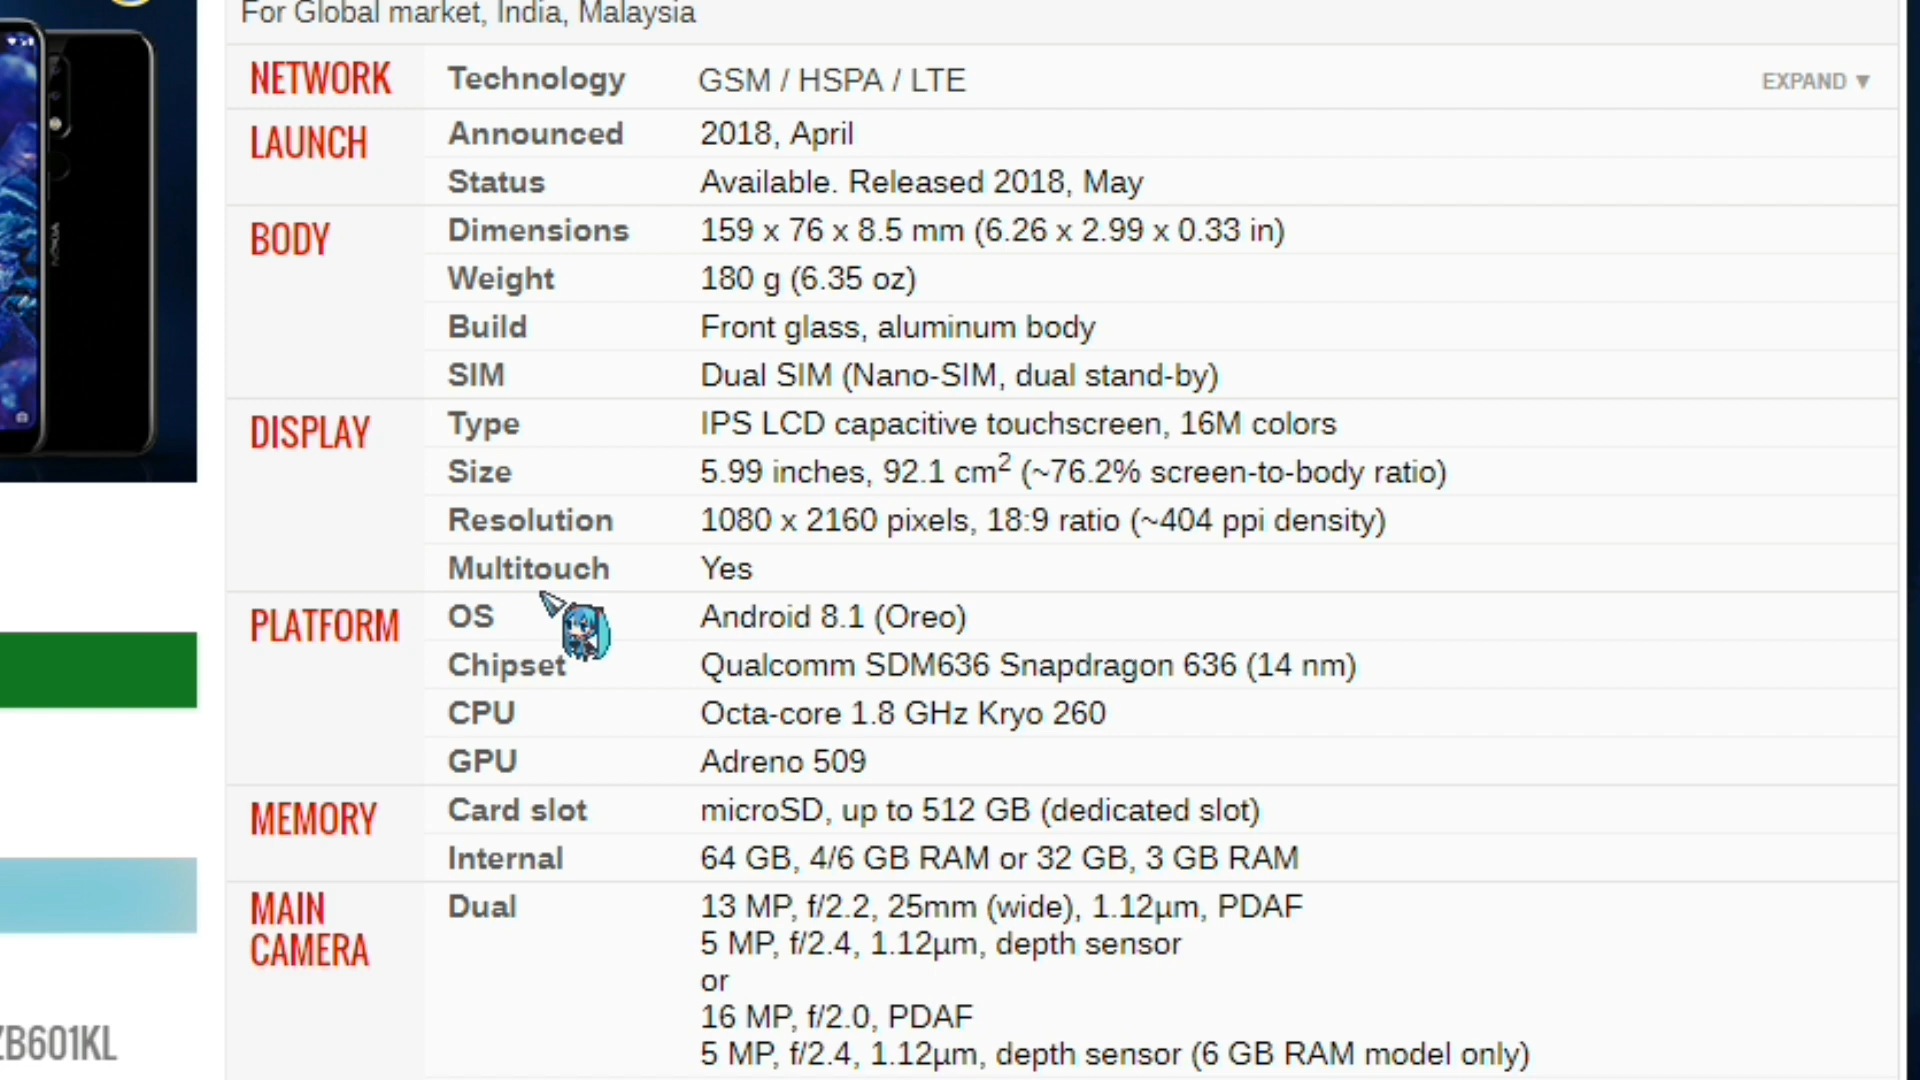 For Global market, India, Malaysia
NETWORK Technology GSM / HSPA / LTE EXPAND ▼
LAUNCH Announced 2018, April
Status Available. Released 2018, May
BODY Dimensions 159 x 76 x 8.5 mm (6.26 x 2.99 x 0.33 in)
Weight 180 g (6.35 oz)
Build Front glass, aluminum body
SIM Dual SIM (Nano-SIM, dual stand-by)
DISPLAY Type IPS LCD capacitive touchscreen, 16M colors
Size 5.99 inches, 92.1 cm² (~76.2% screen-to-body ratio)
Resolution 1080 x 2160 pixels, 18:9 ratio (~404 ppi density)
Multitouch Yes
PLATFORM OS Android 8.1 (Oreo)
Chipset Qualcomm SDM636 Snapdragon 636 (14 nm)
CPU Octa-core 1.8 GHz Kryo 260
GPU Adreno 509
MEMORY Card slot microSD, up to 512 GB (dedicated slot)
Internal 64 GB, 4/6 GB RAM or 32 GB, 3 GB RAM
MAIN CAMERA Dual 13 MP, f/2.2, 25mm (wide), 1.12µm, PDAF
5 MP, f/2.4, 1.12µm, depth sensor
or
16 MP, f/2.0, PDAF
5 MP, f/2.4, 1.12µm, depth sensor (6 GB RAM model only)
ZB601KL
NOKIA